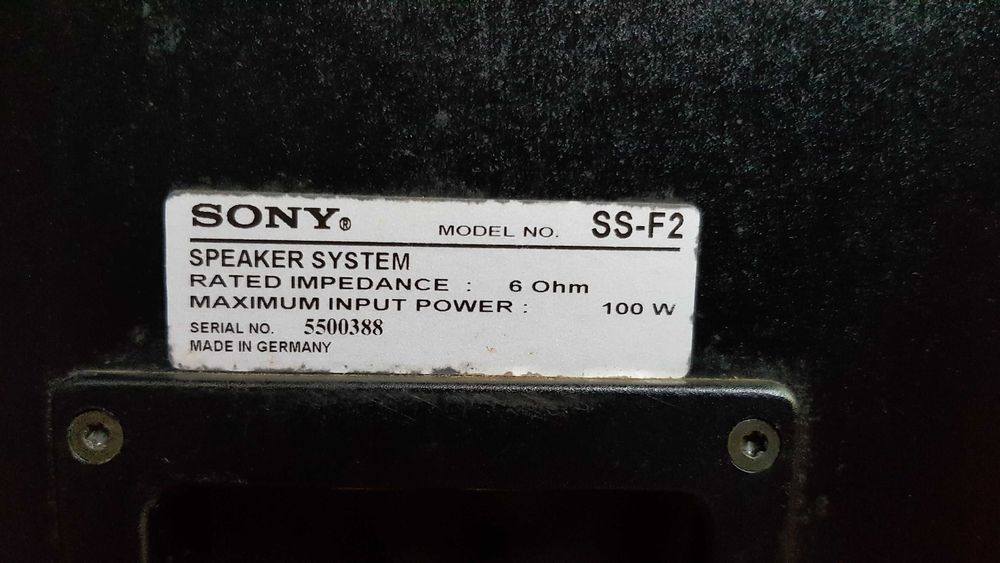 SONY® MODEL NO. SS-F2
SPEAKER SYSTEM
RATED IMPEDANCE : 6 Ohm
MAXIMUM INPUT POWER : 100 W
SERIAL NO. 5500388
MADE IN GERMANY